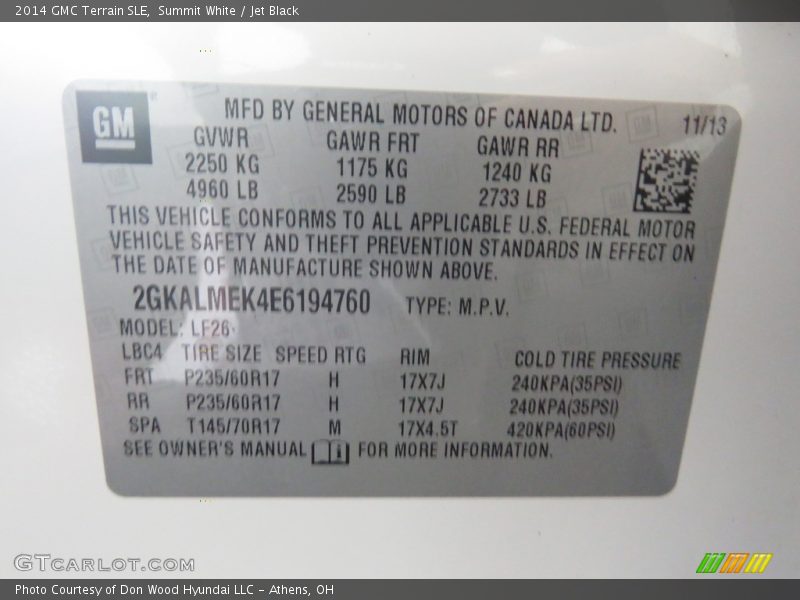 2014 GMC Terrain SLE, Summit White / Jet Black
GM
MFD BY GENERAL MOTORS OF CANADA LTD. 11/13
GVWR GAWR FRT GAWR RR
2250 KG 1175 KG 1240 KG
4960 LB 2590 LB 2733 LB
THIS VEHICLE CONFORMS TO ALL APPLICABLE U.S. FEDERAL MOTOR
VEHICLE SAFETY AND THEFT PREVENTION STANDARDS IN EFFECT ON
THE DATE OF MANUFACTURE SHOWN ABOVE.
2GKALMEK4E6194760 TYPE: M.P.V.
MODEL: LF26
LBC4 TIRE SIZE SPEED RTG RIM COLD TIRE PRESSURE
FRT P235/60R17 H 17X7J 240KPA(35PSI)
RR P235/60R17 H 17X7J 240KPA(35PSI)
SPA T145/70R17 M 17X4.5T 420KPA(60PSI)
SEE OWNER'S MANUAL FOR MORE INFORMATION.
GTCARLOT.COM
Photo Courtesy of Don Wood Hyundai LLC - Athens, OH